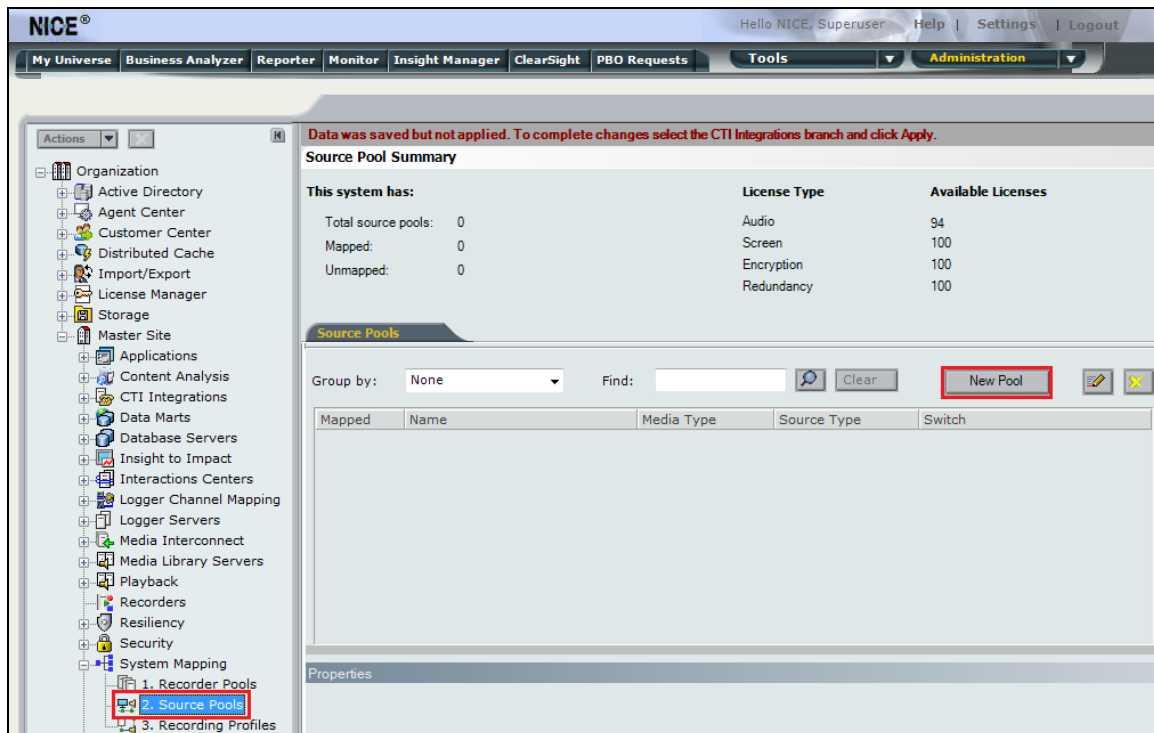 NICE®
Hello NICE, Superuser Help | Settings | Logout
My Universe Business Analyzer Reporter Monitor Insight Manager ClearSight PBO Requests Tools Administration
Actions
Data was saved but not applied. To complete changes select the CTI Integrations branch and click Apply.
Source Pool Summary
This system has:
Total source pools: 0
Mapped: 0
Unmapped: 0
License Type Available Licenses
Audio 94
Screen 100
Encryption 100
Redundancy 100
Organization
Active Directory
Agent Center
Customer Center
Distributed Cache
Import/Export
License Manager
Storage
Master Site
Applications
Content Analysis
CTI Integrations
Data Marts
Database Servers
Insight to Impact
Interactions Centers
Logger Channel Mapping
Logger Servers
Media Interconnect
Media Library Servers
Playback
Recorders
Resiliency
Security
System Mapping
1. Recorder Pools
2. Source Pools
3. Recording Profiles
Source Pools
Group by: None Find: Clear New Pool
Mapped Name Media Type Source Type Switch
Properties